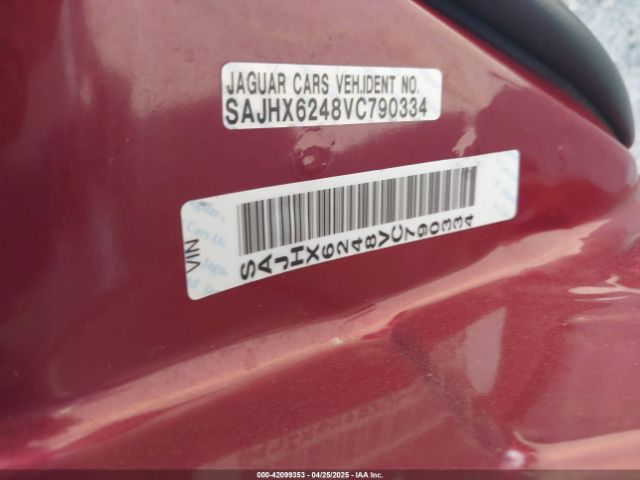 JAGUAR CARS VEH.IDENT NO.
SAJHX6248VC790334
VIN
SAJHX6248VC790334
000-42099353 - 04/25/2025 - © IAA Inc.